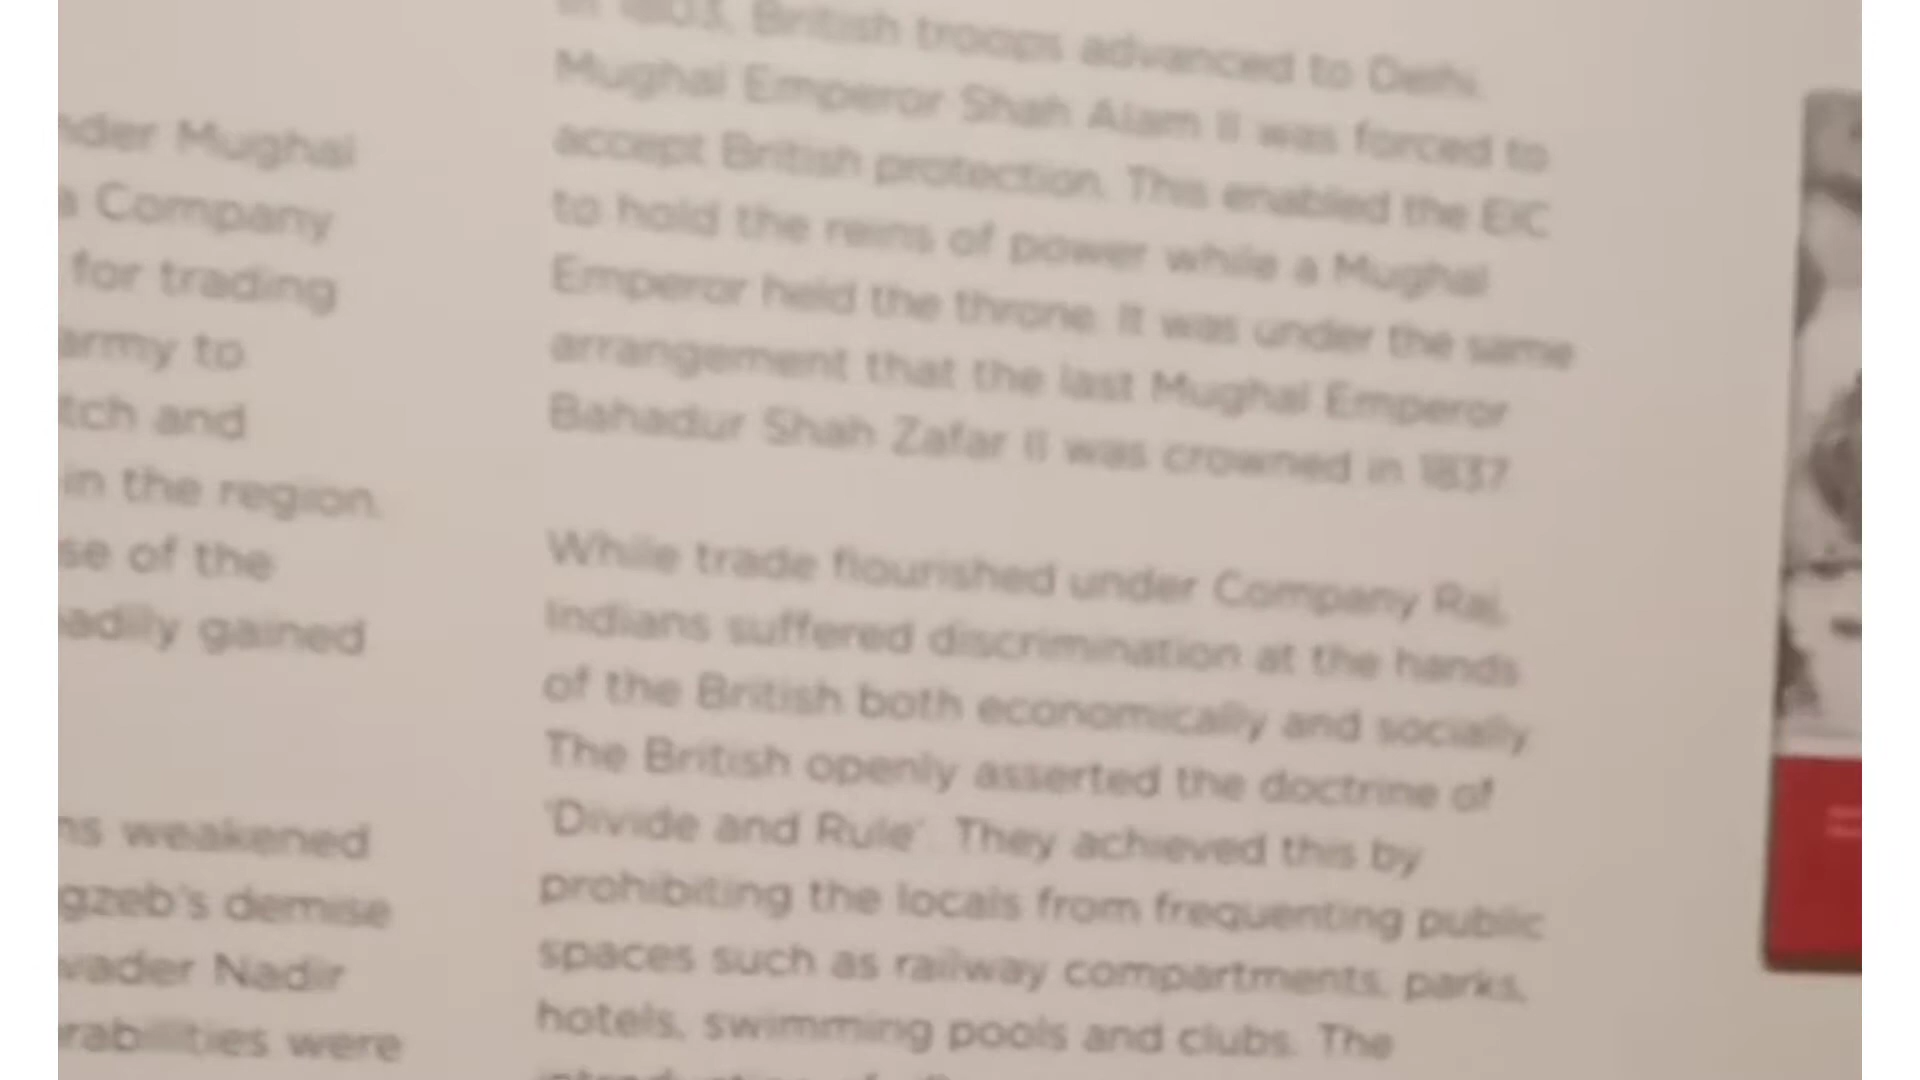 nder Mughal
a Company
for trading
army to
tch and
in the region.
se of the
adily gained
ns weakened
gzeb's demise
vader Nadir
rabilities were
In 1803, British troops advanced to Delhi.
Mughal Emperor Shah Alam II was forced to
accept British protection. This enabled the EIC
to hold the reins of power while a Mughal
Emperor held the throne. It was under the same
arrangement that the last Mughal Emperor
Bahadur Shah Zafar II was crowned in 1837.
While trade flourished under Company Raj,
Indians suffered discrimination at the hands
of the British both economically and socially.
The British openly asserted the doctrine of
'Divide and Rule'. They achieved this by
prohibiting the locals from frequenting public
spaces such as railway compartments, parks,
hotels, swimming pools and clubs. The